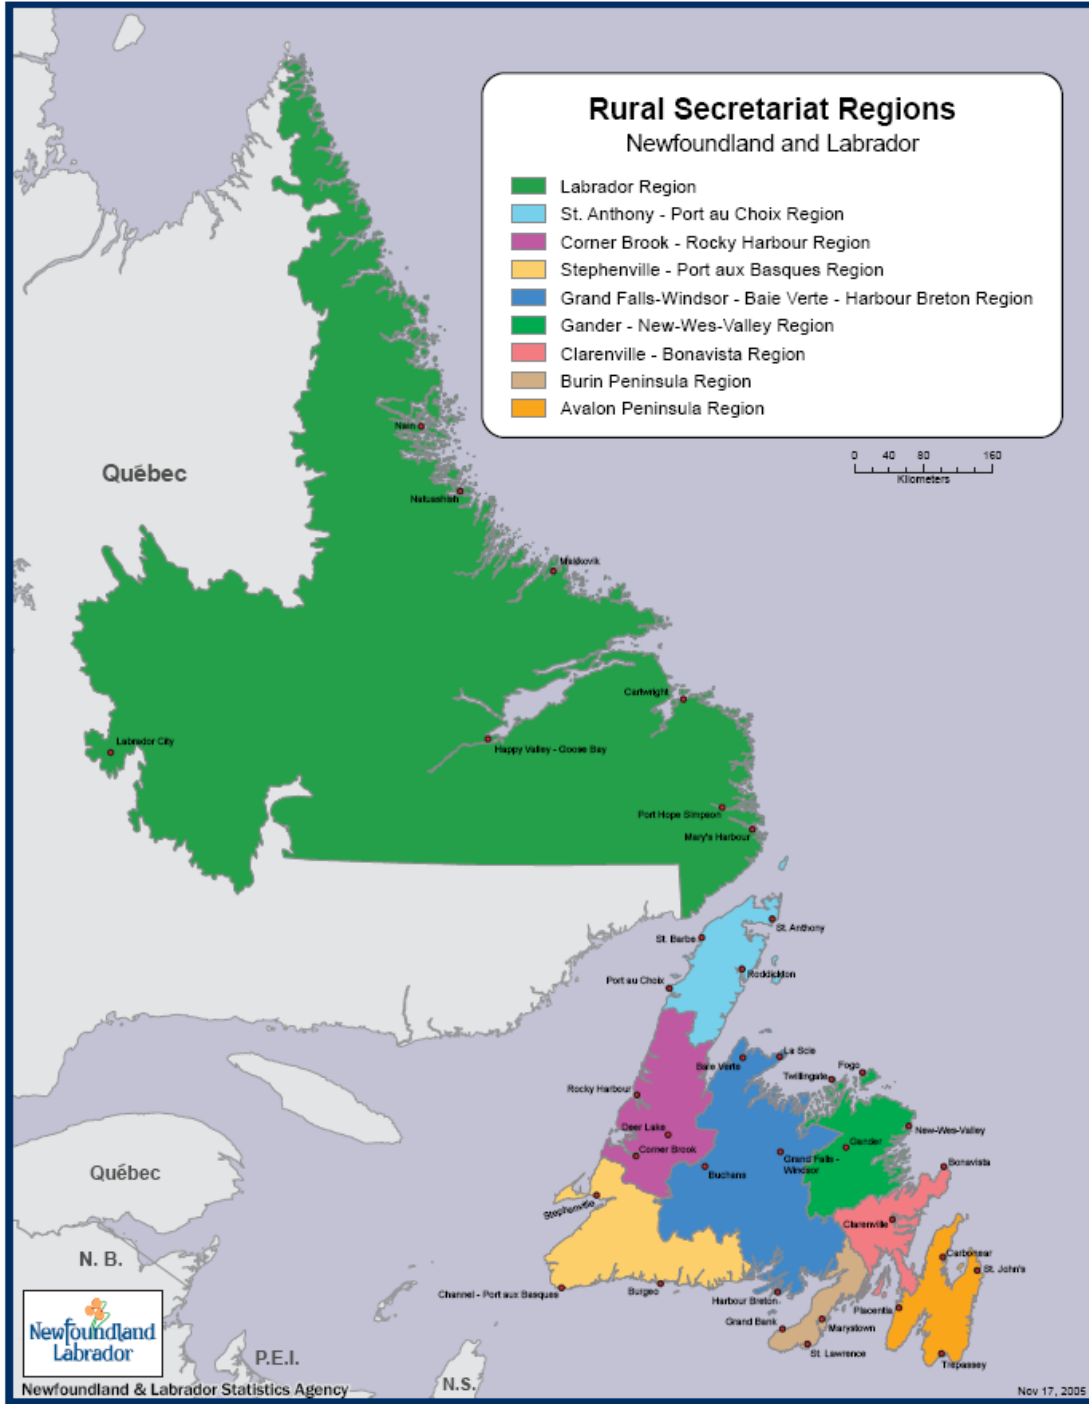 Rural Secretariat Regions
Newfoundland and Labrador
Labrador Region
St. Anthony - Port au Choix Region
Corner Brook - Rocky Harbour Region
Stephenville - Port aux Basques Region
Grand Falls-Windsor - Baie Verte - Harbour Breton Region
Gander - New-Wes-Valley Region
Clarenville - Bonavista Region
Burin Peninsula Region
Avalon Peninsula Region
0 40 80 160
Kilometers
Nain
Québec
Natuashish
Makkovik
Cartwright
Labrador City
Happy Valley - Goose Bay
Port Hope Simpson
Mary's Harbour
St. Anthony
St. Barbe
Roddickton
Port au Choix
La Scie
Baie Verte
Fogo
Twillingate
Rocky Harbour
Deer Lake
New-Wes-Valley
Gander
Corner Brook
Grand Falls -
Windsor
Bonavista
Buchans
Québec
Stephenville
Clarenville
Carbonear
N. B.
St. John's
Channel - Port aux Basques
Burgeo
Harbour Breton
Placentia
Grand Bank
Marystown
St. Lawrence
Trepassey
Newfoundland
Labrador
P.E.I.
N.S.
Newfoundland & Labrador Statistics Agency
Nov 17, 2005